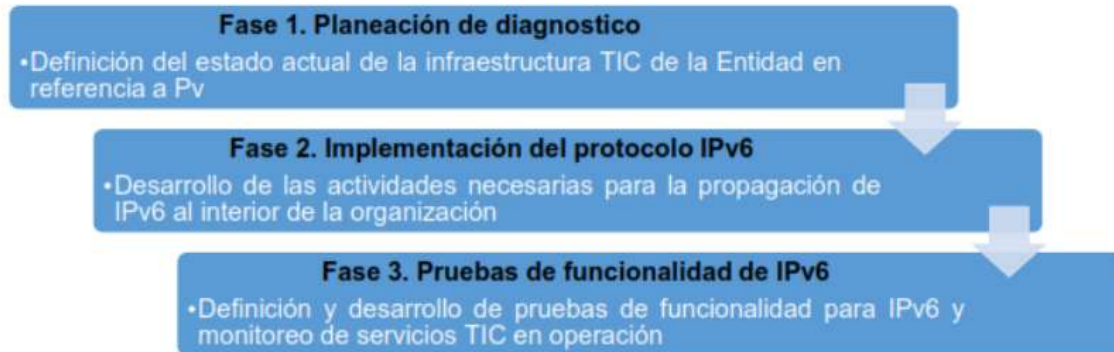 Fase 1. Planeación de diagnostico
•Definición del estado actual de la infraestructura TIC de la Entidad en
referencia a Pv
Fase 2. Implementación del protocolo IPv6
•Desarrollo de las actividades necesarias para la propagación de
IPv6 al interior de la organización
Fase 3. Pruebas de funcionalidad de IPv6
•Definición y desarrollo de pruebas de funcionalidad para IPv6 y
monitoreo de servicios TIC en operación